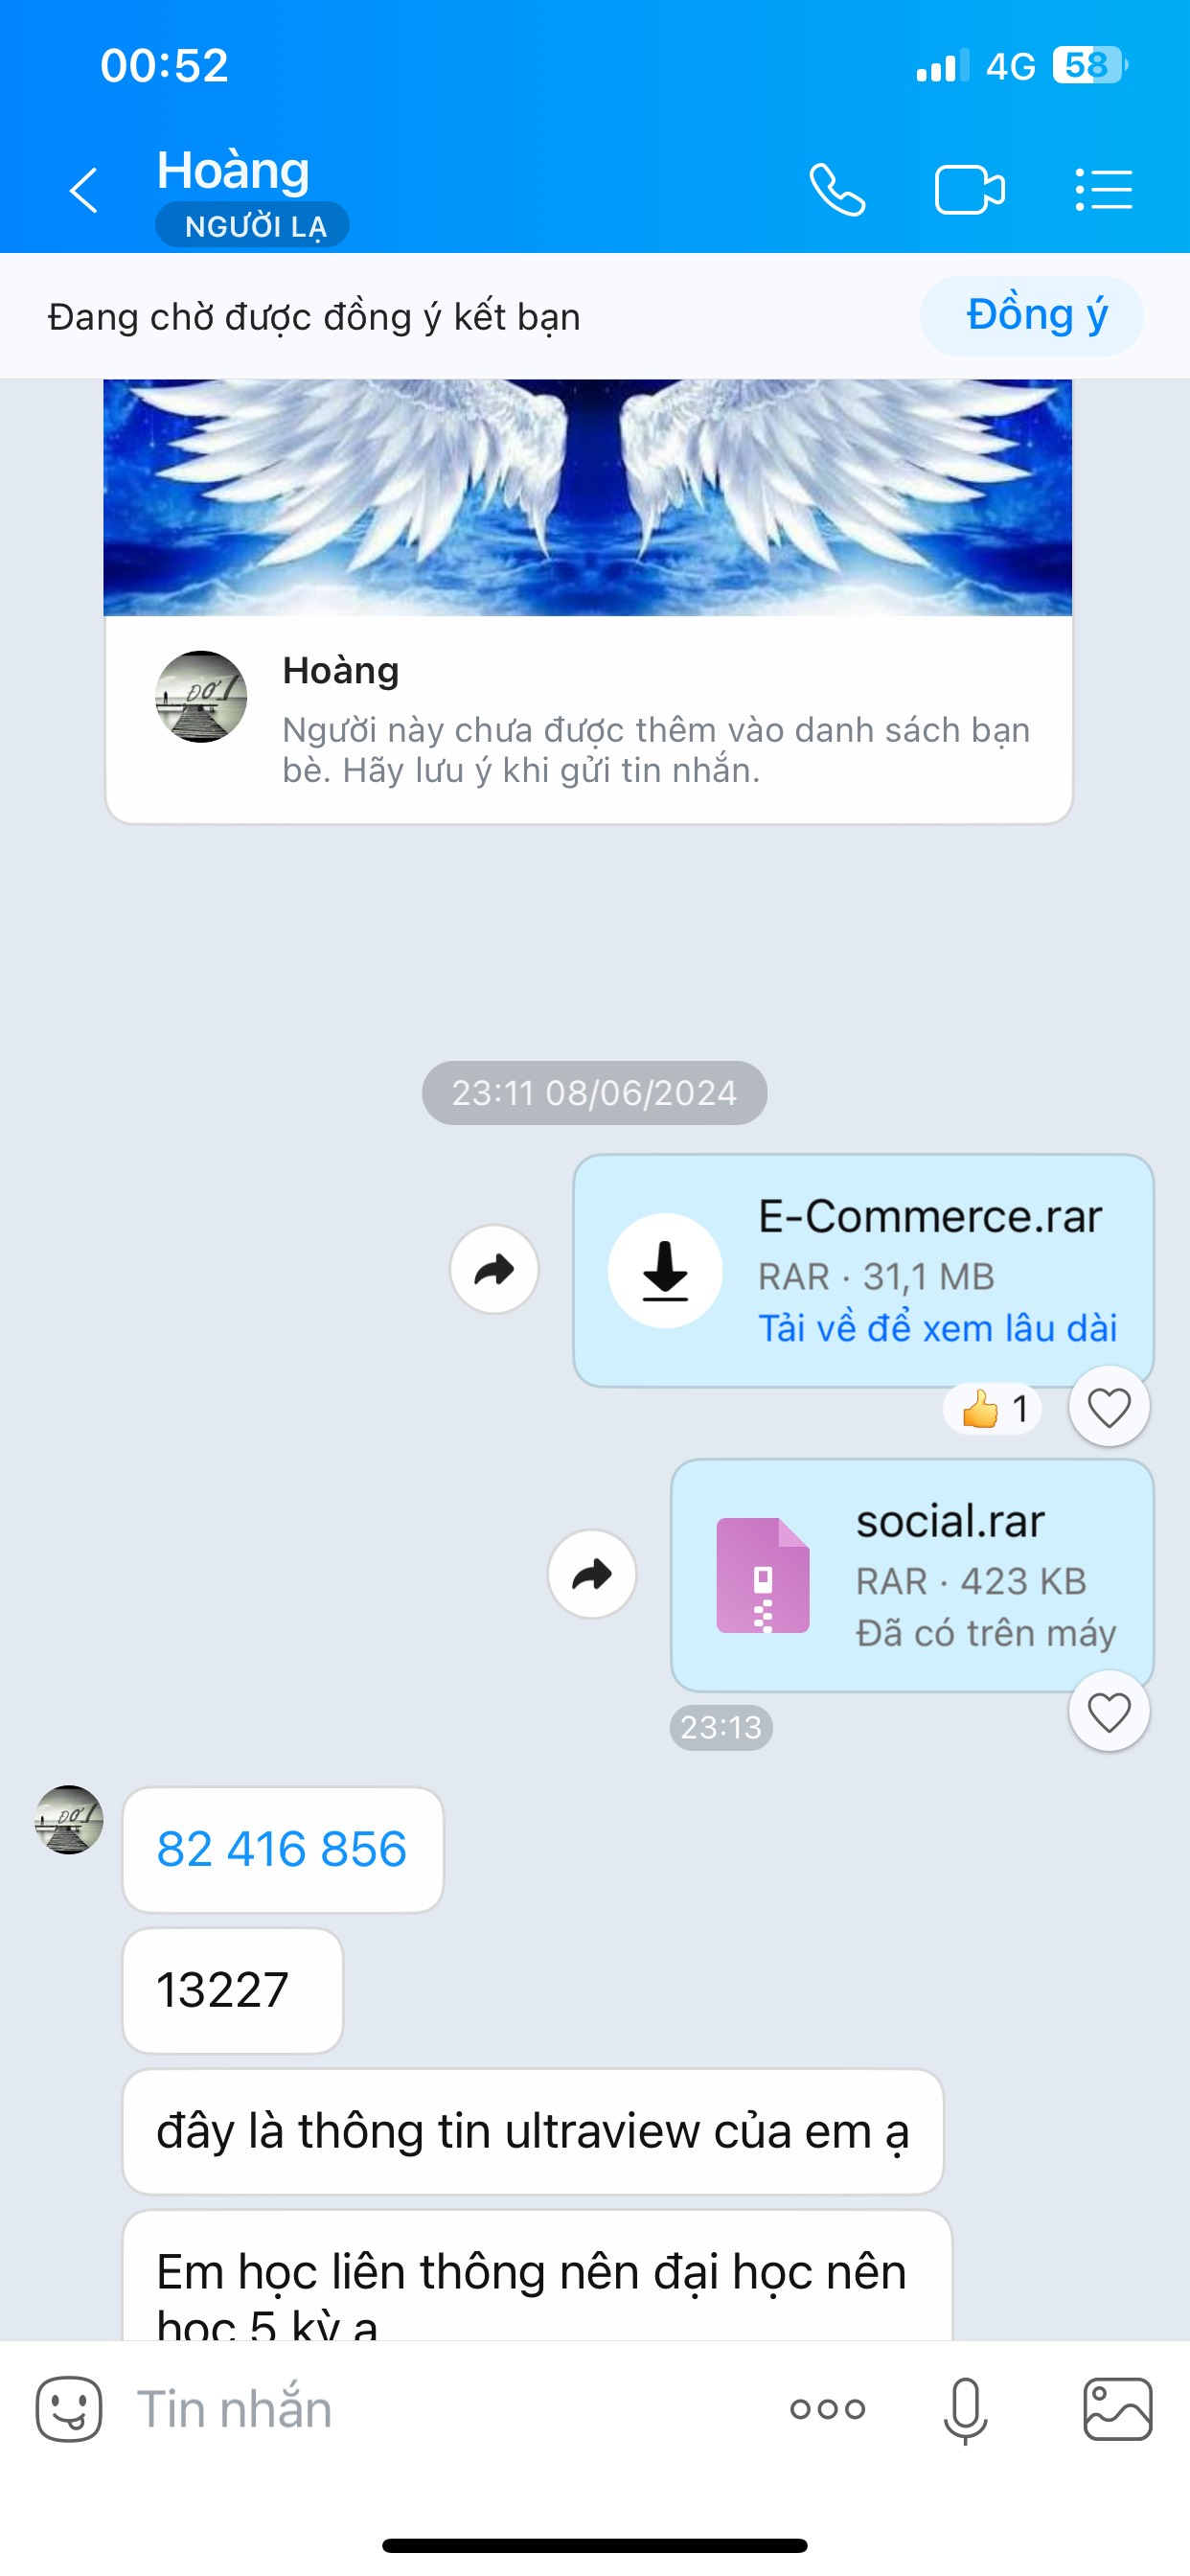 00:52
4G 58
Hoàng
NGƯỜI LẠ
Đang chờ được đồng ý kết bạn
Đồng ý
ĐỢI
Hoàng
Người này chưa được thêm vào danh sách bạn
bè. Hãy lưu ý khi gửi tin nhắn.
23:11 08/06/2024
E-Commerce.rar
RAR · 31,1 MB
Tải về để xem lâu dài
👍 1
social.rar
RAR · 423 KB
Đã có trên máy
23:13
82 416 856
13227
đây là thông tin ultraview của em ạ
Em học liên thông nên đại học nên
học 5 kỳ ạ
Tin nhắn